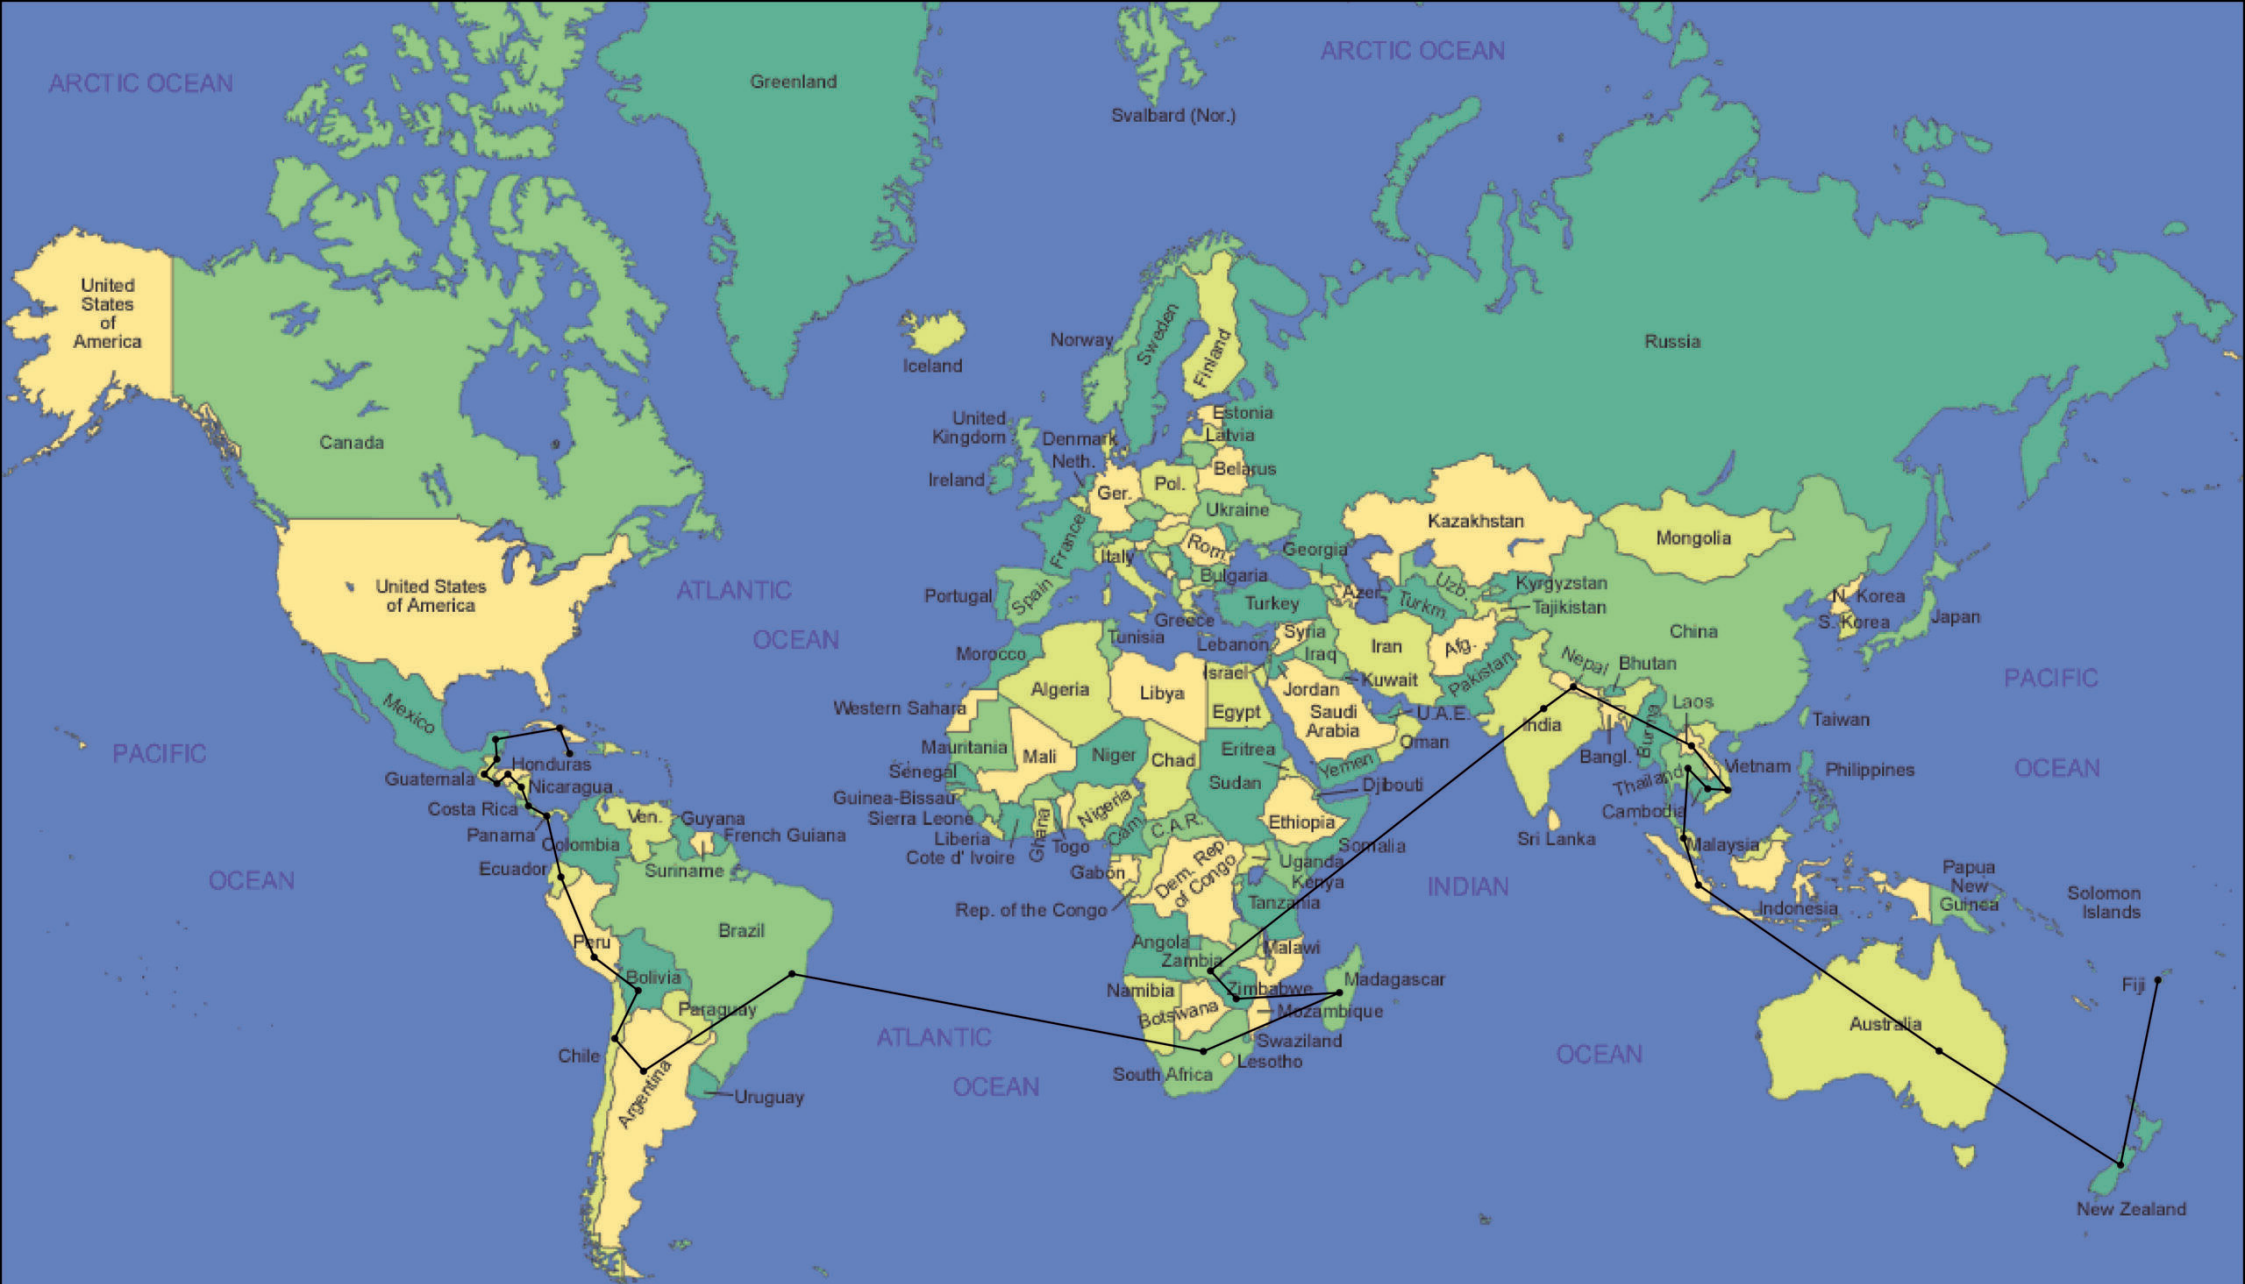 ARCTIC OCEAN
ARCTIC OCEAN
Greenland
Svalbard (Nor.)
United
States
of
America
Canada
Iceland
Norway
Sweden
Finland
Russia
United
Kingdom
Ireland
Denmark
Neth.
Estonia
Latvia
Belarus
Ger.
Pol.
Ukraine
France
Rom.
Italy
Bulgaria
Georgia
Portugal
Spain
Greece
Turkey
Azer.
Kazakhstan
Uzb.
Turkm.
Kyrgyzstan
Tajikistan
Mongolia
China
N. Korea
S. Korea
Japan
United States
of America
ATLANTIC
OCEAN
Mexico
PACIFIC
OCEAN
Morocco
Tunisia
Lebanon
Syria
Iraq
Iran
Afg.
Pakistan
Nepal
Bhutan
Israel
Jordan
Kuwait
Western Sahara
Algeria
Libya
Egypt
Saudi
Arabia
U.A.E.
Oman
Yemen
India
Bangl.
Burma
Laos
Thailand
Vietnam
Cambodia
Taiwan
Philippines
PACIFIC
OCEAN
Mauritania
Mali
Niger
Chad
Sudan
Eritrea
Djibouti
Ethiopia
Somalia
Senegal
Guinea-Bissau
Sierra Leone
Liberia
Cote d' Ivoire
Ghana
Togo
Nigeria
Cam.
C.A.R.
Gabon
Rep. of the Congo
Dem. Rep.
of Congo
Uganda
Kenya
Tanzania
Sri Lanka
Malaysia
Indonesia
Papua
New
Guinea
Solomon
Islands
INDIAN
OCEAN
Honduras
Guatemala
Nicaragua
Costa Rica
Panama
Ven.
Guyana
French Guiana
Suriname
Colombia
Ecuador
Peru
Brazil
Bolivia
Paraguay
Chile
Argentina
Uruguay
ATLANTIC
OCEAN
Angola
Zambia
Malawi
Namibia
Botswana
Zimbabwe
Mozambique
Madagascar
Swaziland
Lesotho
South Africa
Australia
Fiji
New Zealand